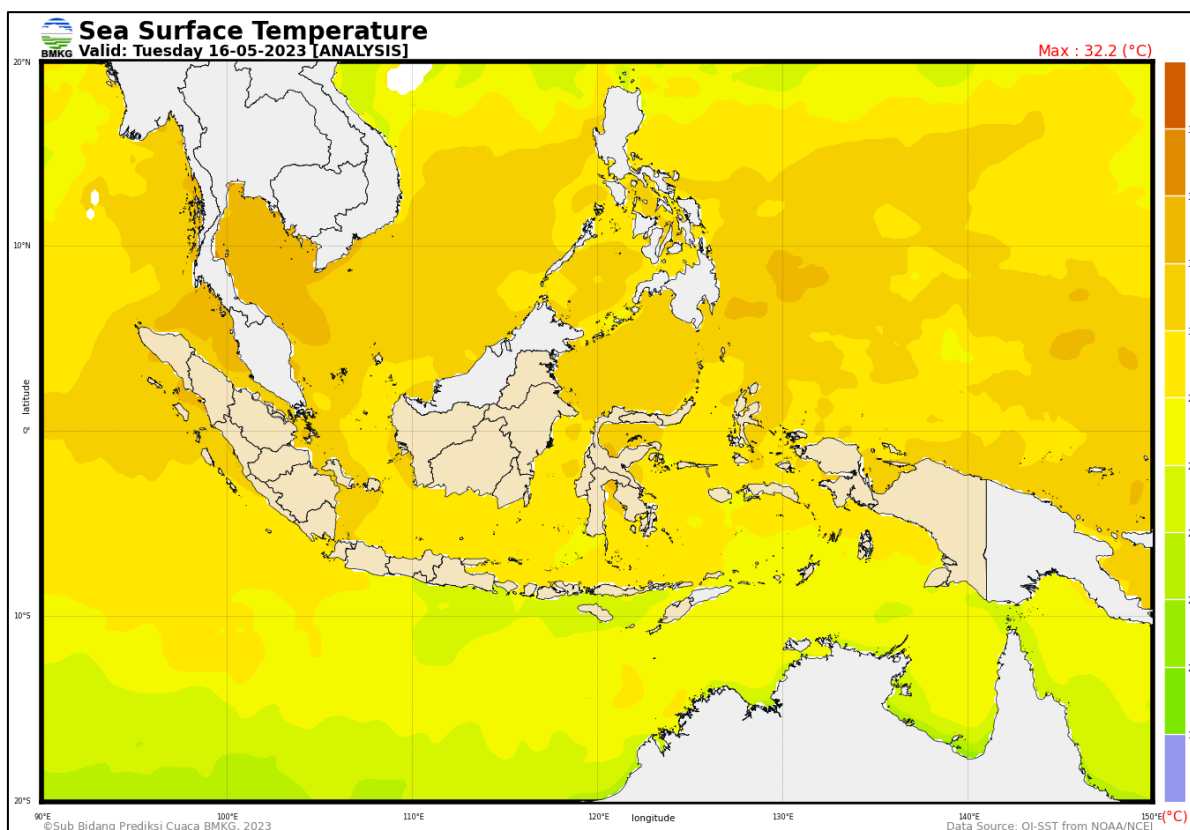 Sea Surface Temperature
BMKG
Valid: Tuesday 16-05-2023 [ANALYSIS]
Max : 32.2 (°C)
20°N
10°N
latitude
0°
10°S
20°S
90°E
100°E
110°E
120°E
longitude
130°E
140°E
150°E
(°C)
©Sub Bidang Prediksi Cuaca BMKG, 2023
Data Source: OI-SST from NOAA/NCEI